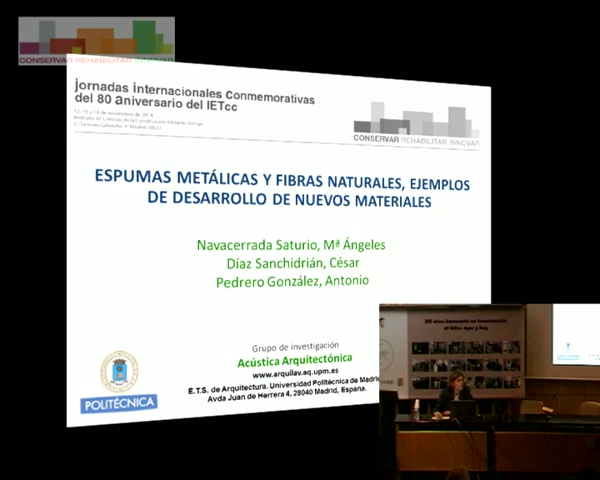 CONSERVAR REHABILITAR INNOVAR
jornadas internacionales conmemorativas
del 80 aniversario del IETcc
CONSERVAR REHABILITAR INNOVAR
ESPUMAS METÁLICAS Y FIBRAS NATURALES, EJEMPLOS
DE DESARROLLO DE NUEVOS MATERIALES
Navacerrada Saturio, Mª Ángeles
Díaz Sanchidrián, César
Pedrero González, Antonio
Grupo de investigación
Acústica Arquitectónica
www.arquilav.aq.upm.es
E.T.S. de Arquitectura. Universidad Politécnica de Madrid
Avda Juan de Herrera 4, 28040 Madrid, España.
POLITÉCNICA